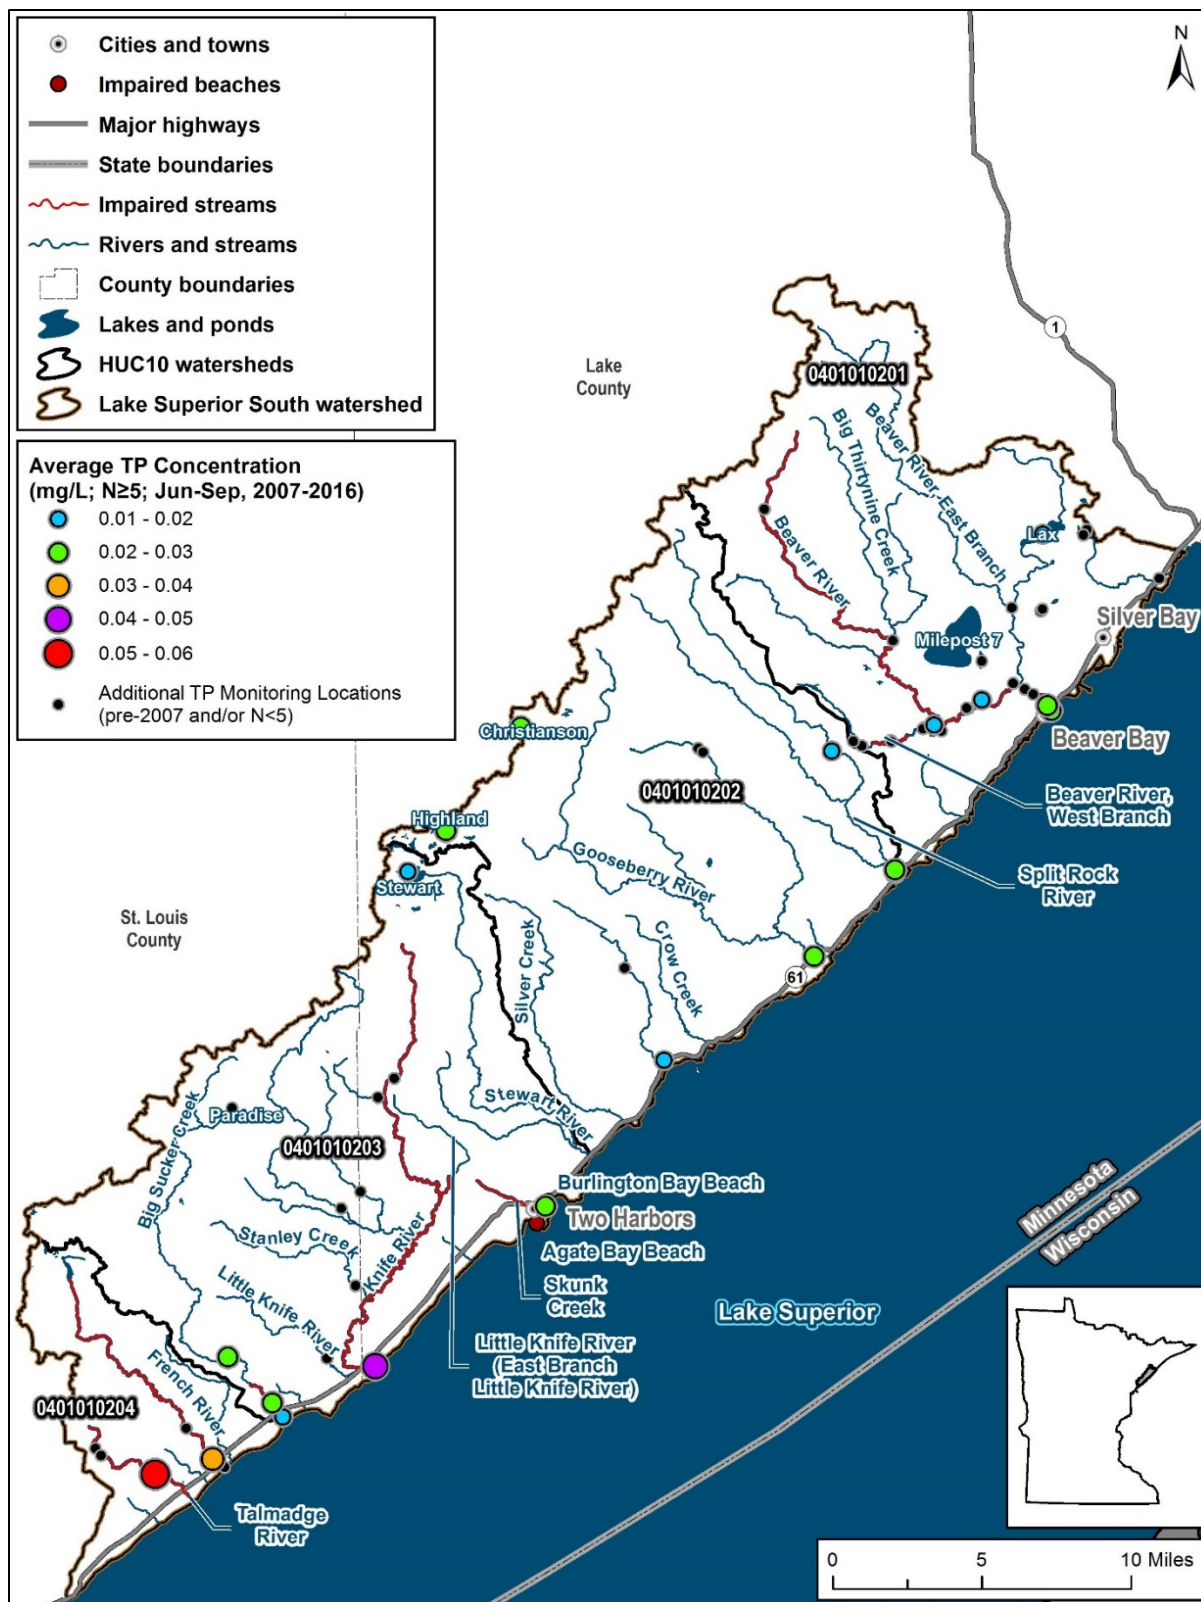 Cities and towns
Impaired beaches
Major highways
State boundaries
Impaired streams
Rivers and streams
County boundaries
Lakes and ponds
HUC10 watersheds
Lake Superior South watershed
Average TP Concentration
(mg/L; N≥5; Jun-Sep, 2007-2016)
0.01 - 0.02
0.02 - 0.03
0.03 - 0.04
0.04 - 0.05
0.05 - 0.06
Additional TP Monitoring Locations
(pre-2007 and/or N<5)
N
1
Lake
County
0401010201
Big Thirtynine Creek
Beaver River, East Branch
Beaver River
Lax
Silver Bay
Milepost 7
Beaver Bay
Christianson
0401010202
Beaver River,
West Branch
Highland
Gooseberry River
Split Rock
River
Stewart
St. Louis
County
Silver Creek
Crow Creek
61
Stewart River
Paradise
0401010203
Big Sucker Creek
Burlington Bay Beach
Two Harbors
Agate Bay Beach
Stanley Creek
Knife River
Skunk
Creek
Little Knife River
Little Knife River
(East Branch
Little Knife River)
Lake Superior
Minnesota
Wisconsin
French River
0401010204
Talmadge
River
0 5 10 Miles